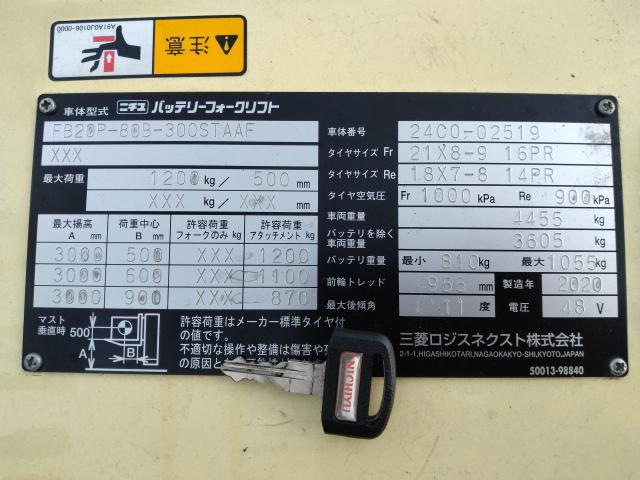 A91A0J0106-0000
注意
車体型式 ニチユ バッテリーフォークリフト
FB20P-80B-300STAAF
XXX
最大荷重 1200 kg/ 500 mm
XXX kg/ XXX mm
最大揚高 A mm 荷重中心 B mm 許容荷重 フォークのみ kg 許容荷重 アタッチメント kg
3000 500 XXX 1200
3000 600 XXX 1100
3000 900 XXX 870
マスト垂直時 500 A B
許容荷重はメーカー標準タイヤ付
の値です。
不適切な操作や整備は傷害や
の原因と
車体番号 24C0-02519
タイヤサイズ Fr 21X8-9 16PR
タイヤサイズ Re 18X7-8 14PR
タイヤ空気圧 Fr 1000 kPa Re 900 kPa
車両重量 4455 kg
バッテリを除く車両重量 3605 kg
バッテリ重量 最小 810 kg 最大 1055 kg
前輪トレッド 955 mm 製造年 2020
最大後傾角 11 度 電圧 48 V
三菱ロジスネクスト株式会社
2-1-1,HIGASHIKOTARI,NAGAOKAKYO-SHI,KYOTO,JAPAN
50013-98840
NICHIYU